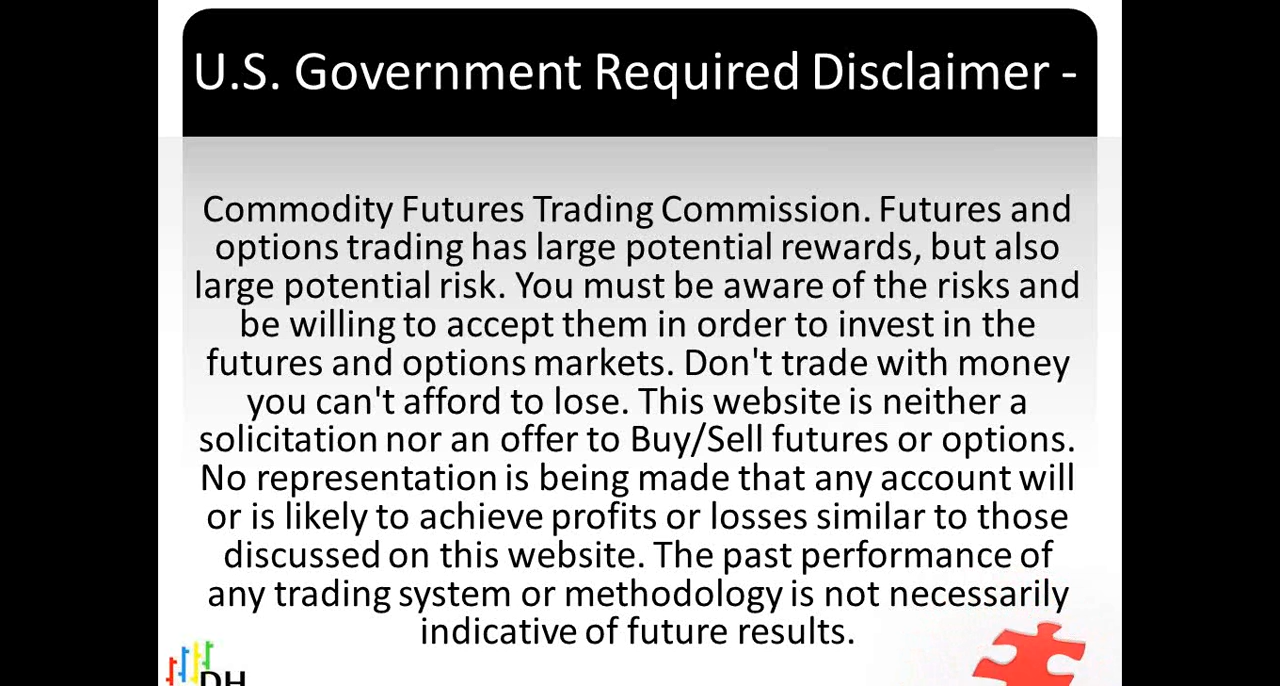 U.S. Government Required Disclaimer -
Commodity Futures Trading Commission. Futures and
options trading has large potential rewards, but also
large potential risk. You must be aware of the risks and
be willing to accept them in order to invest in the
futures and options markets. Don't trade with money
you can't afford to lose. This website is neither a
solicitation nor an offer to Buy/Sell futures or options.
No representation is being made that any account will
or is likely to achieve profits or losses similar to those
discussed on this website. The past performance of
any trading system or methodology is not necessarily
indicative of future results.
DH